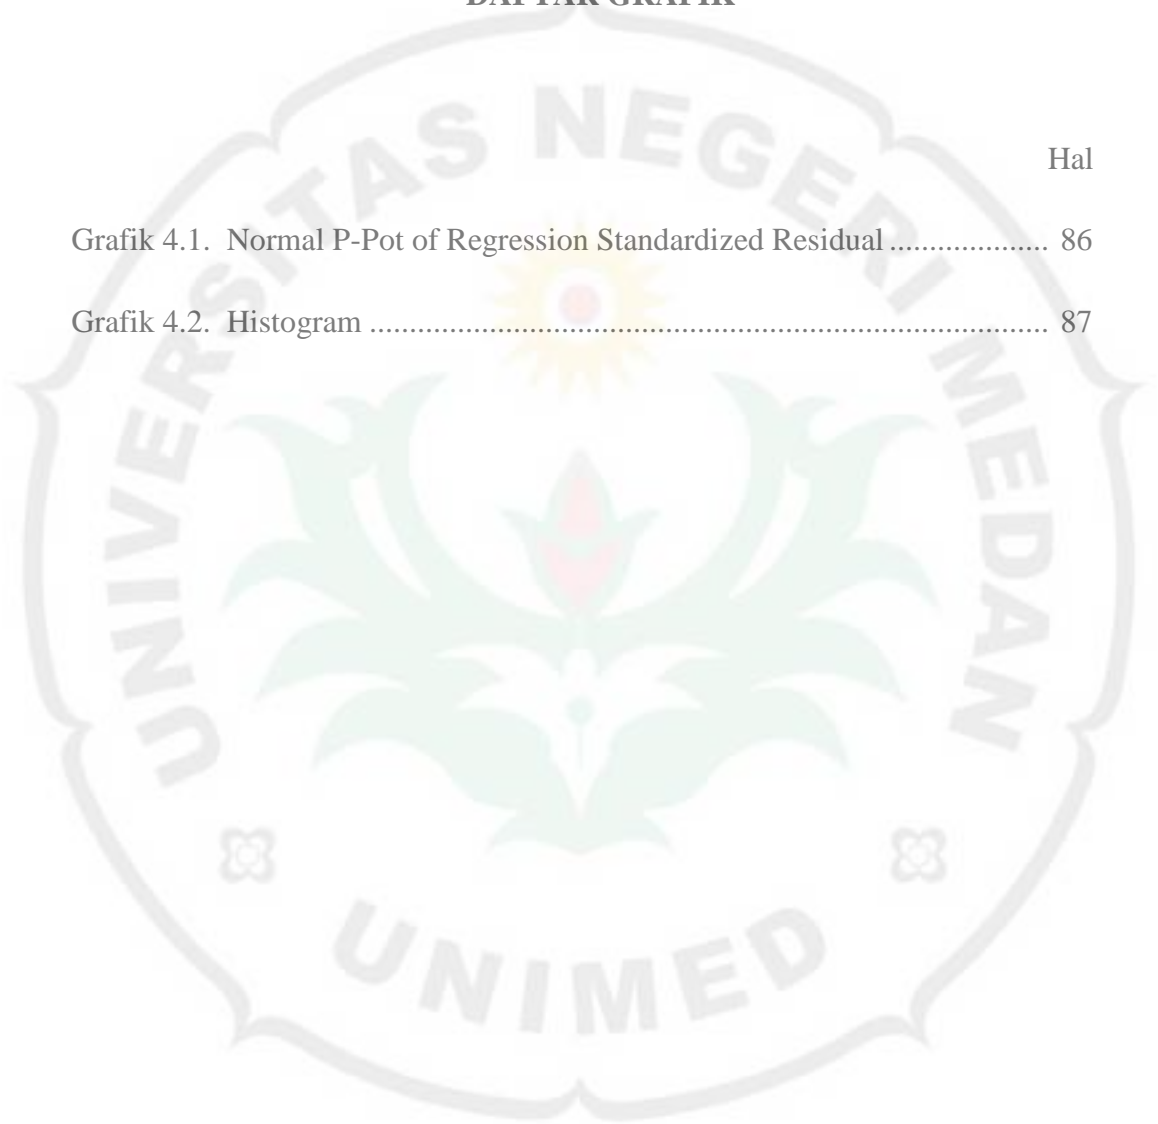 DAFTAR GRAFIK
Hal
Grafik 4.1. Normal P-Pot of Regression Standardized Residual .................... 86
Grafik 4.2. Histogram ..................................................................................... 87
UNIVERSITAS NEGERI MEDAN
UNIMED